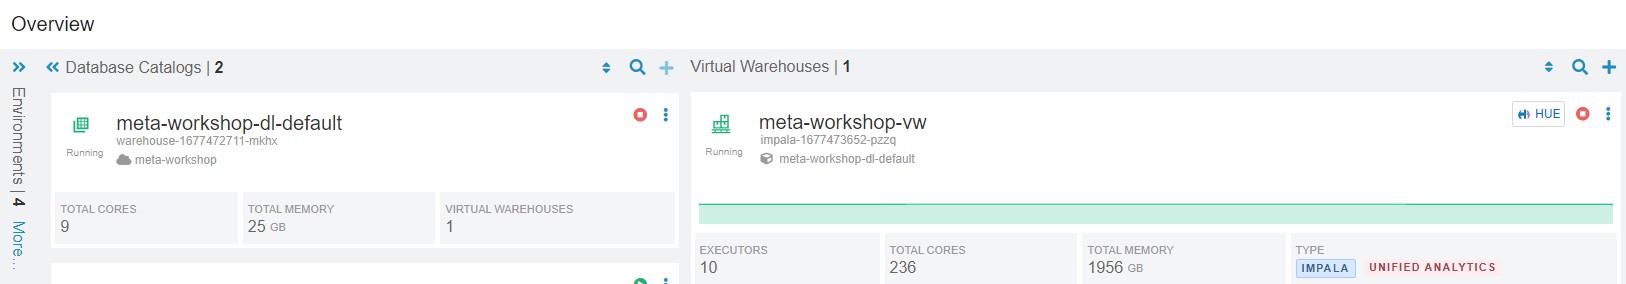 Overview
Environments | 4 More...
Database Catalogs | 2
meta-workshop-dl-default
warehouse-1677472711-mkhx
Running
meta-workshop
TOTAL CORES
9
TOTAL MEMORY
25 GB
VIRTUAL WAREHOUSES
1
Virtual Warehouses | 1
meta-workshop-vw
HUE
impala-1677473652-pzzq
Running
meta-workshop-dl-default
EXECUTORS
10
TOTAL CORES
236
TOTAL MEMORY
1956 GB
TYPE
IMPALA UNIFIED ANALYTICS